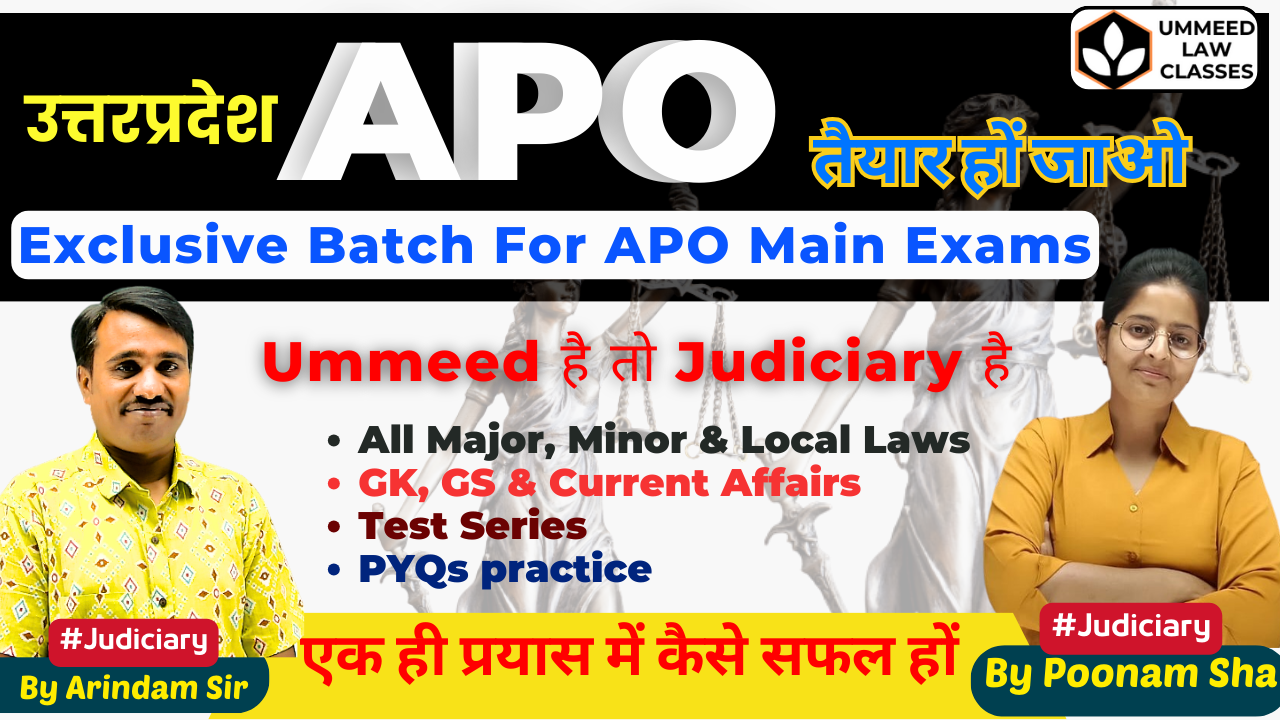 UMMEED
LAW
CLASSES
उत्तरप्रदेश APO
तैयार हों जाओ
Exclusive Batch For APO Main Exams
Ummeed है तो Judiciary है
• All Major, Minor & Local Laws
• GK, GS & Current Affairs
• Test Series
• PYQs practice
#Judiciary
By Arindam Sir
एक ही प्रयास में कैसे सफल हों
#Judiciary
By Poonam Sha